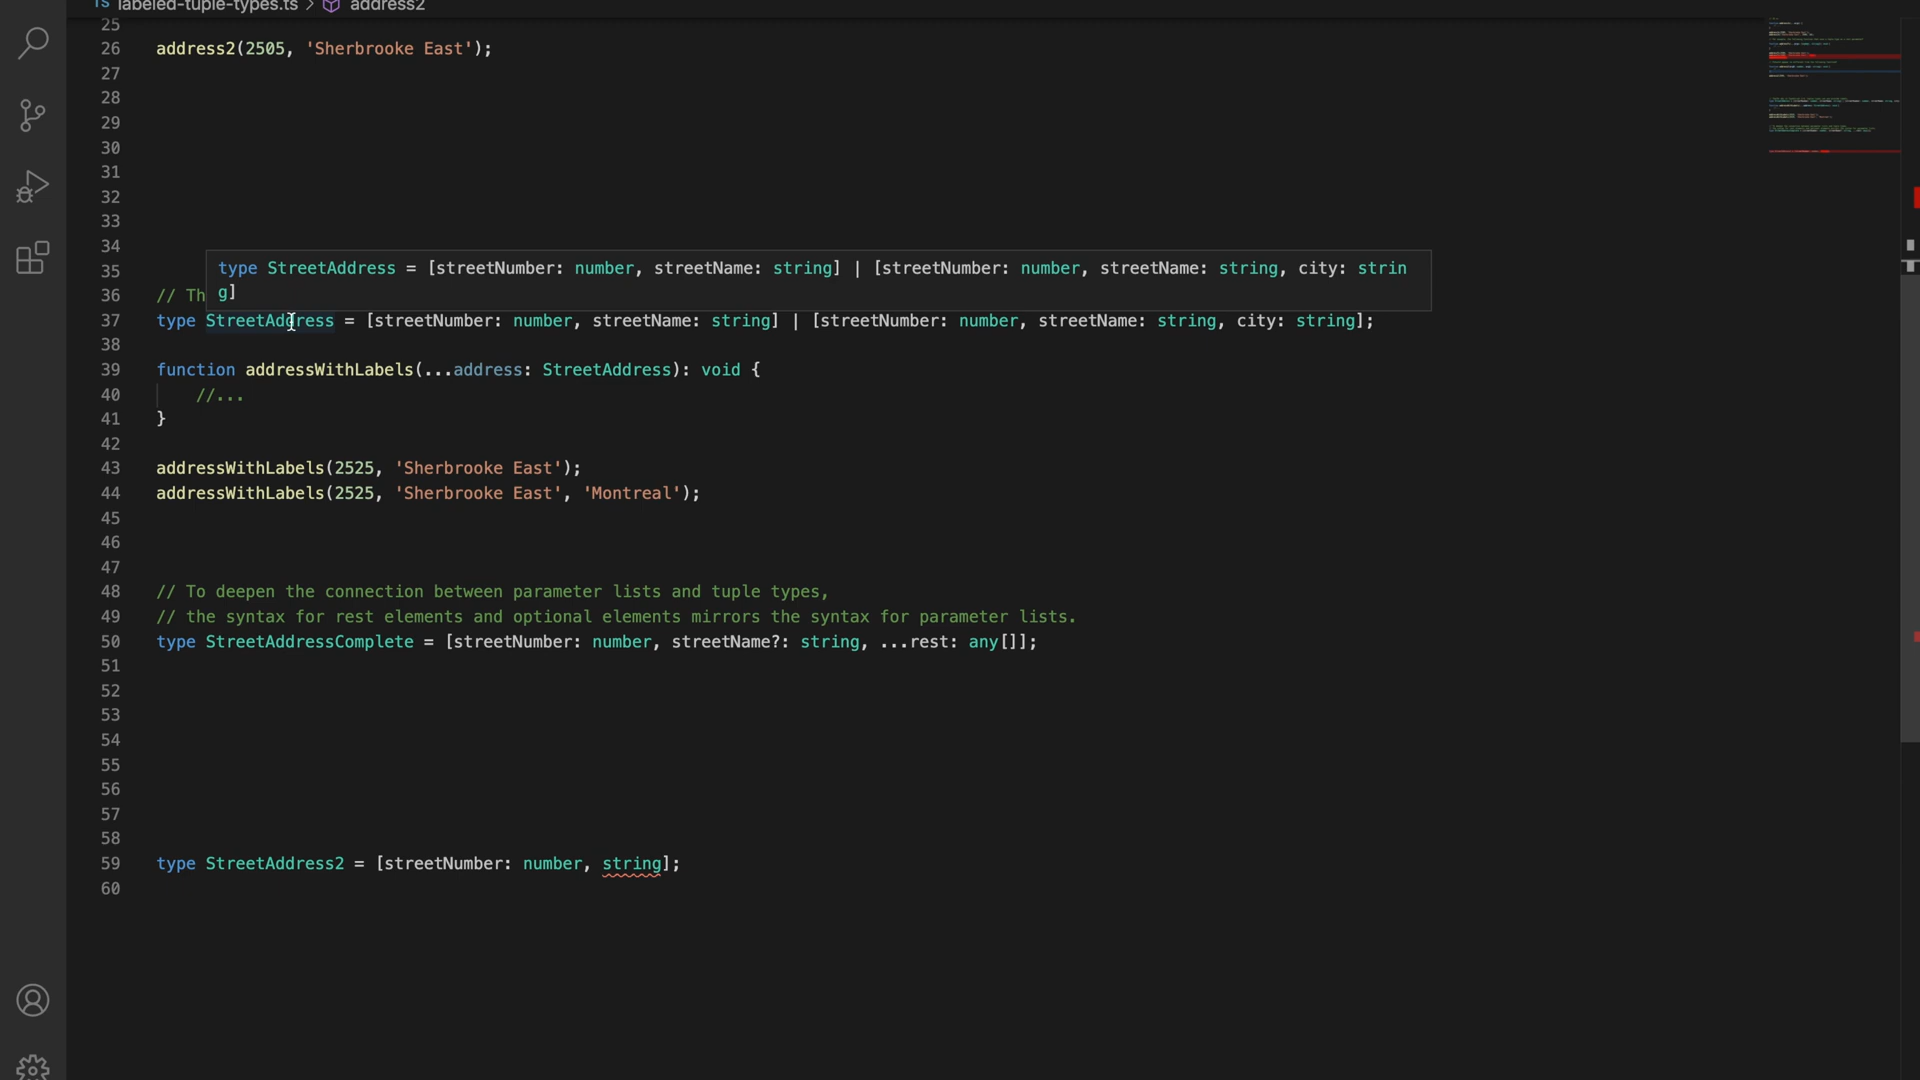 TS labeled-tuple-types.ts > address2
25
26 address2(2505, 'Sherbrooke East');
27
28
29
30
31
32
33
34
35
type StreetAddress = [streetNumber: number, streetName: string] | [streetNumber: number, streetName: string, city: strin
g]
36 // Th
37 type StreetAddress = [streetNumber: number, streetName: string] | [streetNumber: number, streetName: string, city: string];
38
39 function addressWithLabels(...address: StreetAddress): void {
40 //...
41 }
42
43 addressWithLabels(2525, 'Sherbrooke East');
44 addressWithLabels(2525, 'Sherbrooke East', 'Montreal');
45
46
47
48 // To deepen the connection between parameter lists and tuple types,
49 // the syntax for rest elements and optional elements mirrors the syntax for parameter lists.
50 type StreetAddressComplete = [streetNumber: number, streetName?: string, ...rest: any[]];
51
52
53
54
55
56
57
58
59 type StreetAddress2 = [streetNumber: number, string];
60